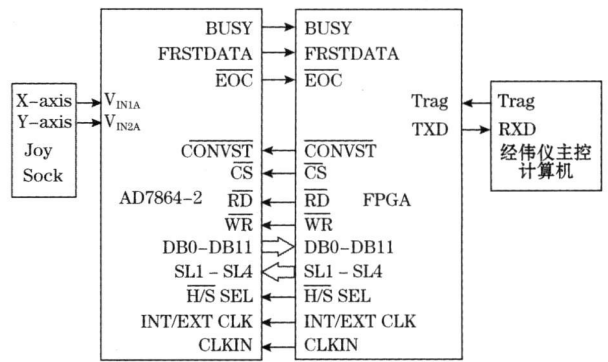 BUSY BUSY
FRSTDATA FRSTDATA
EOC EOC
X-axis V_IN1A Trag Trag
Y-axis V_IN2A TXD RXD
Joy CONVST CONVST 经伟仪主控
Sock CS CS 计算机
AD7864-2 RD RD FPGA
WR WR
DB0-DB11 DB0-DB11
SL1-SL4 SL1-SL4
H/S SEL H/S SEL
INT/EXT CLK INT/EXT CLK
CLKIN CLKIN